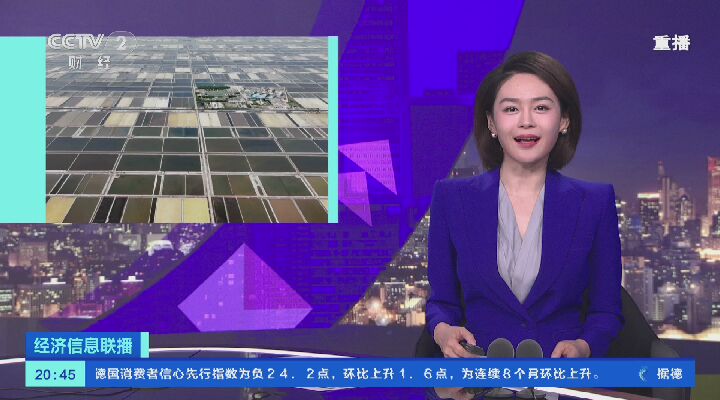 CCTV 2
财经
重播
经济信息联播
20:45 德国消费者信心先行指数为负24．2点，环比上升1．6点，为连续8个月环比上升。 据德